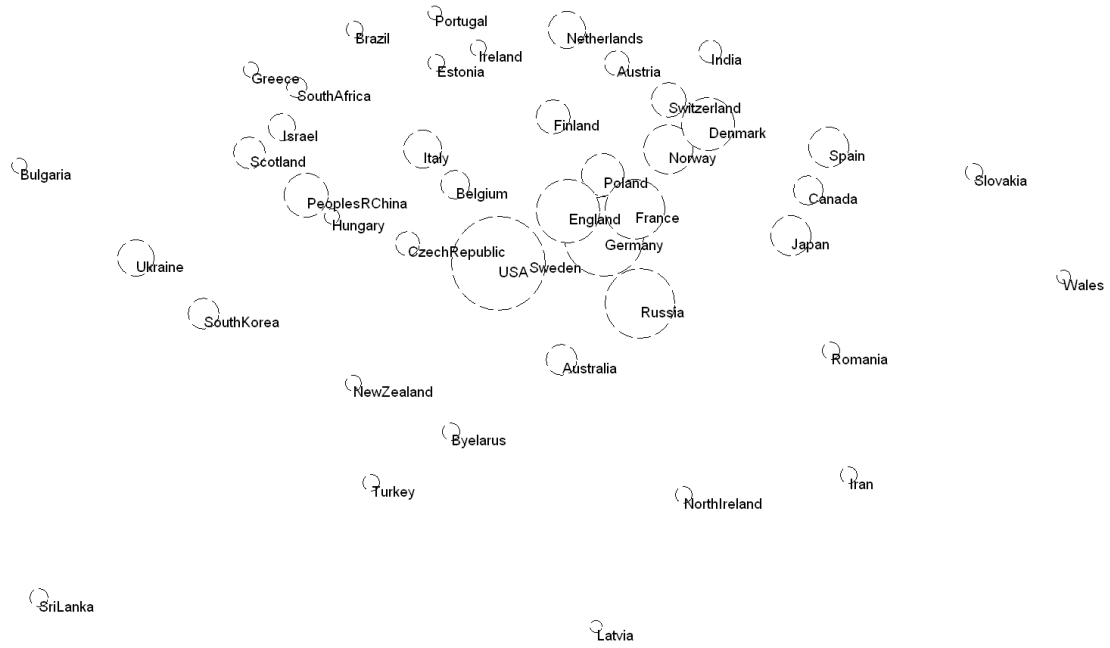 Portugal
Brazil
Netherlands
Ireland
India
Estonia
Austria
Greece
SouthAfrica
Switzerland
Finland
Denmark
Israel
Italy
Norway
Spain
Scotland
Bulgaria
Poland
Slovakia
Belgium
Canada
PeoplesRChina
England
France
Hungary
Germany
Japan
CzechRepublic
Ukraine
Sweden
USA
Wales
Russia
SouthKorea
Romania
Australia
NewZealand
Byelarus
Iran
Turkey
NorthIreland
SriLanka
Latvia